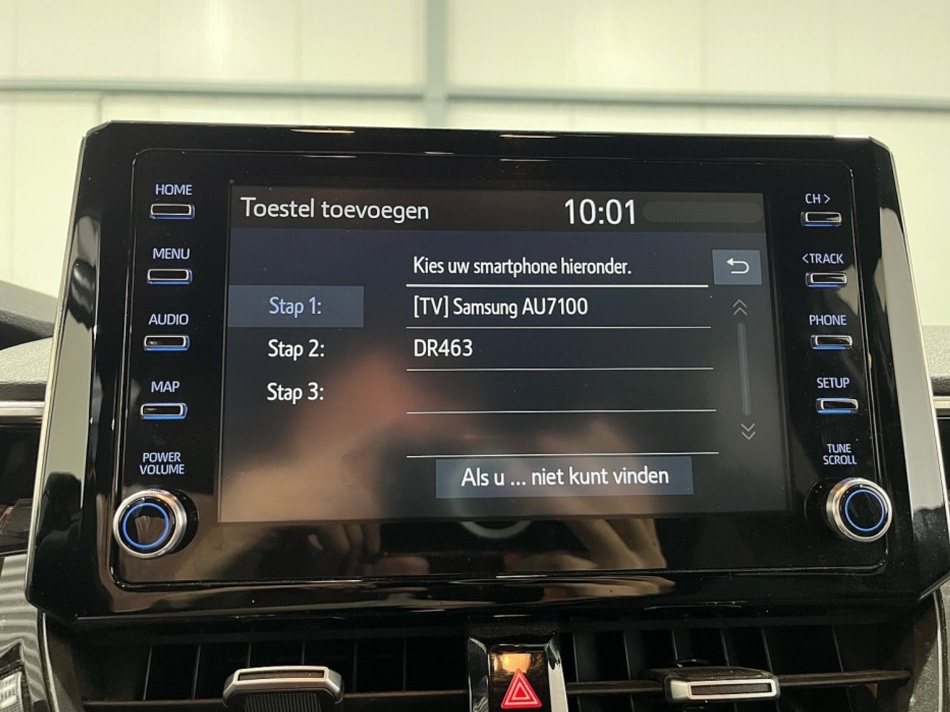 HOME
MENU
AUDIO
MAP
POWER
VOLUME
Toestel toevoegen
10:01
Kies uw smartphone hieronder.
Stap 1:
[TV] Samsung AU7100
Stap 2:
DR463
Stap 3:
Als u ... niet kunt vinden
CH >
< TRACK
PHONE
SETUP
TUNE
SCROLL